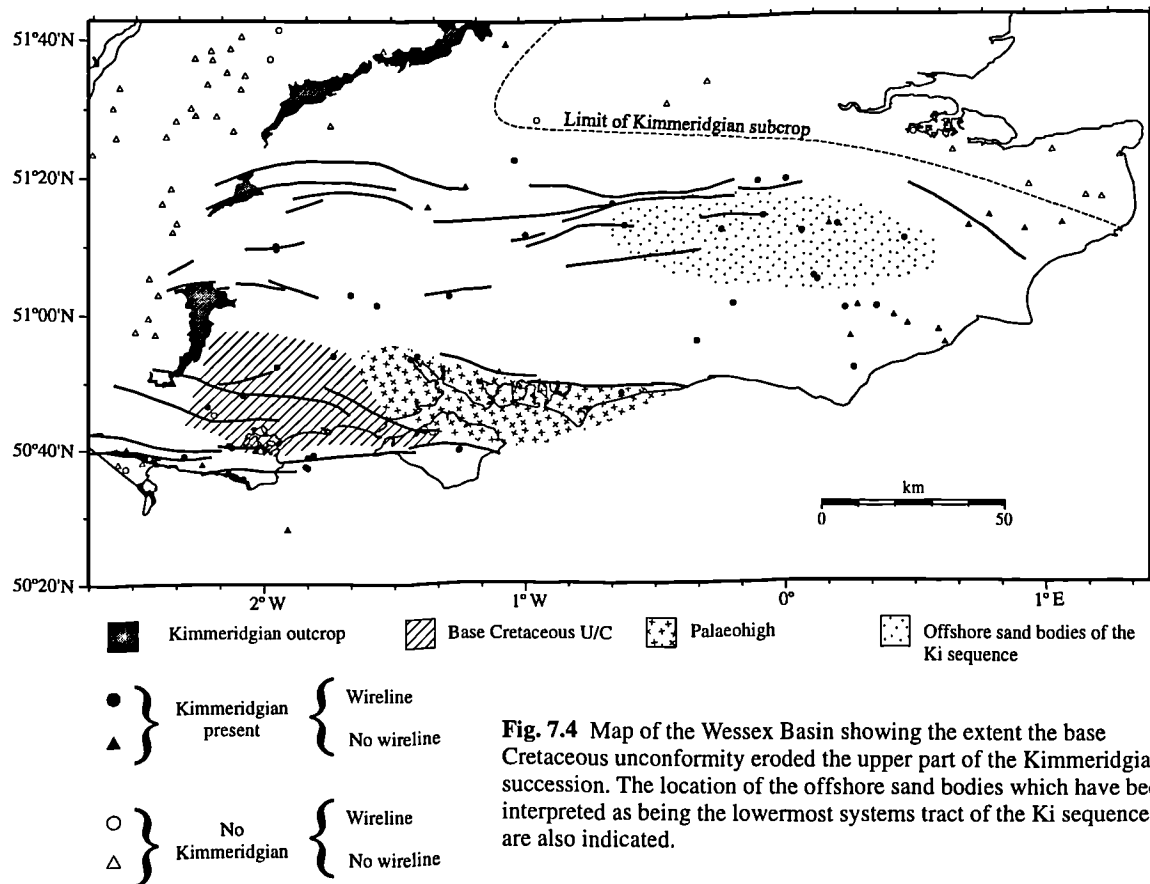 51°40'N
Limit of Kimmeridgian subcrop
51°20'N
51°00'N
50°40'N
km
0 50
50°20'N
2°W 1°W 0° 1°E
Kimmeridgian outcrop
Base Cretaceous U/C
Palaeohigh
Offshore sand bodies of the
Ki sequence
Kimmeridgian
present
Wireline
No wireline
No
Kimmeridgian
Wireline
No wireline
Fig. 7.4 Map of the Wessex Basin showing the extent the base
Cretaceous unconformity eroded the upper part of the Kimmeridgia
succession. The location of the offshore sand bodies which have be
interpreted as being the lowermost systems tract of the Ki sequence
are also indicated.